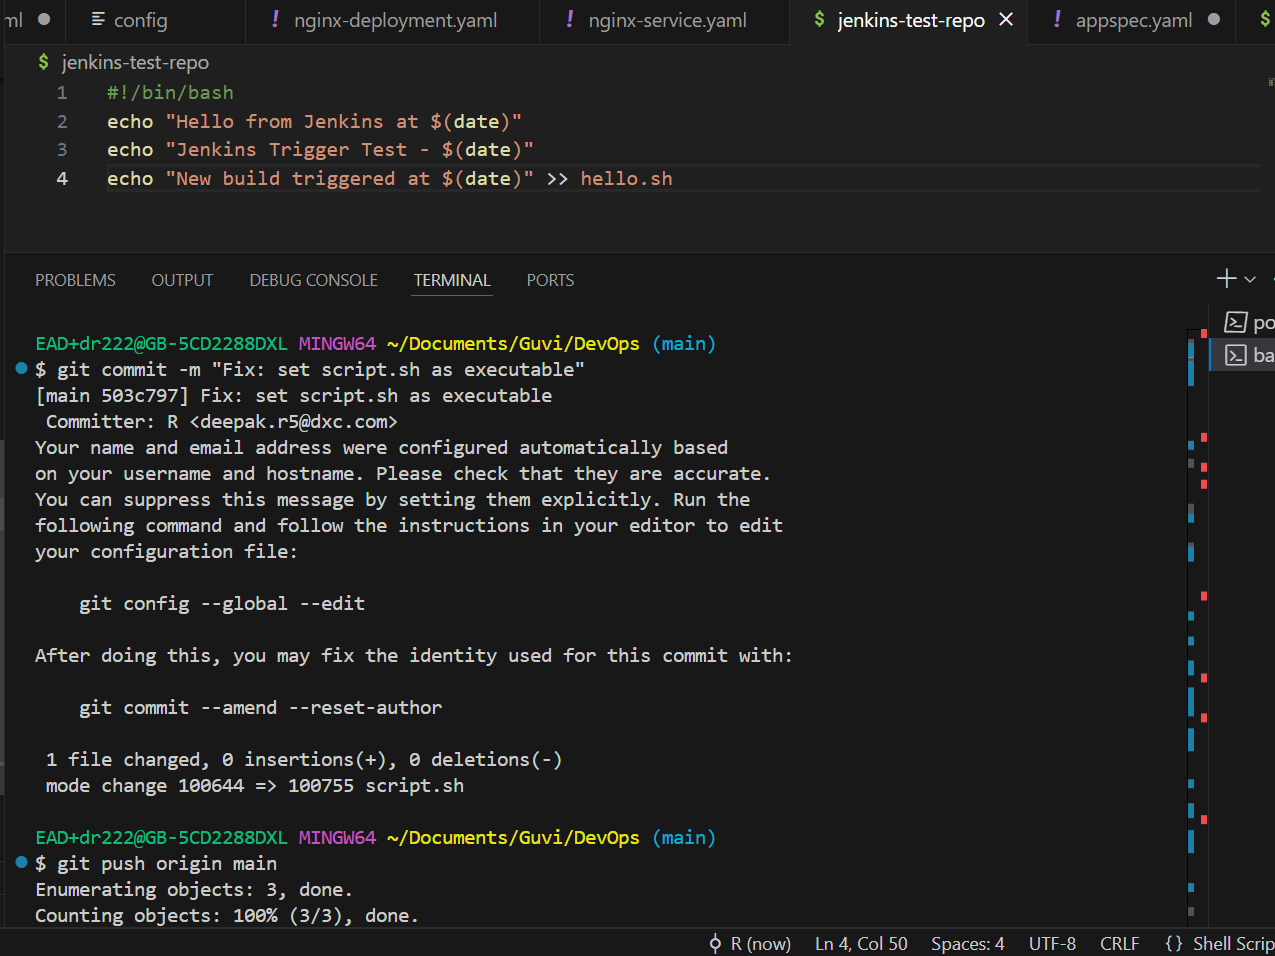 ml ● config ! nginx-deployment.yaml ! nginx-service.yaml $ jenkins-test-repo × ! appspec.yaml ● $
$ jenkins-test-repo
1 #!/bin/bash
2 echo "Hello from Jenkins at $(date)"
3 echo "Jenkins Trigger Test - $(date)"
4 echo "New build triggered at $(date)" >> hello.sh
PROBLEMS OUTPUT DEBUG CONSOLE TERMINAL PORTS
po
ba
EAD+dr222@GB-5CD2288DXL MINGW64 ~/Documents/Guvi/DevOps (main)
$ git commit -m "Fix: set script.sh as executable"
[main 503c797] Fix: set script.sh as executable
Committer: R <deepak.r5@dxc.com>
Your name and email address were configured automatically based
on your username and hostname. Please check that they are accurate.
You can suppress this message by setting them explicitly. Run the
following command and follow the instructions in your editor to edit
your configuration file:
git config --global --edit
After doing this, you may fix the identity used for this commit with:
git commit --amend --reset-author
1 file changed, 0 insertions(+), 0 deletions(-)
mode change 100644 => 100755 script.sh
EAD+dr222@GB-5CD2288DXL MINGW64 ~/Documents/Guvi/DevOps (main)
$ git push origin main
Enumerating objects: 3, done.
Counting objects: 100% (3/3), done.
R (now) Ln 4, Col 50 Spaces: 4 UTF-8 CRLF {} Shell Scrip